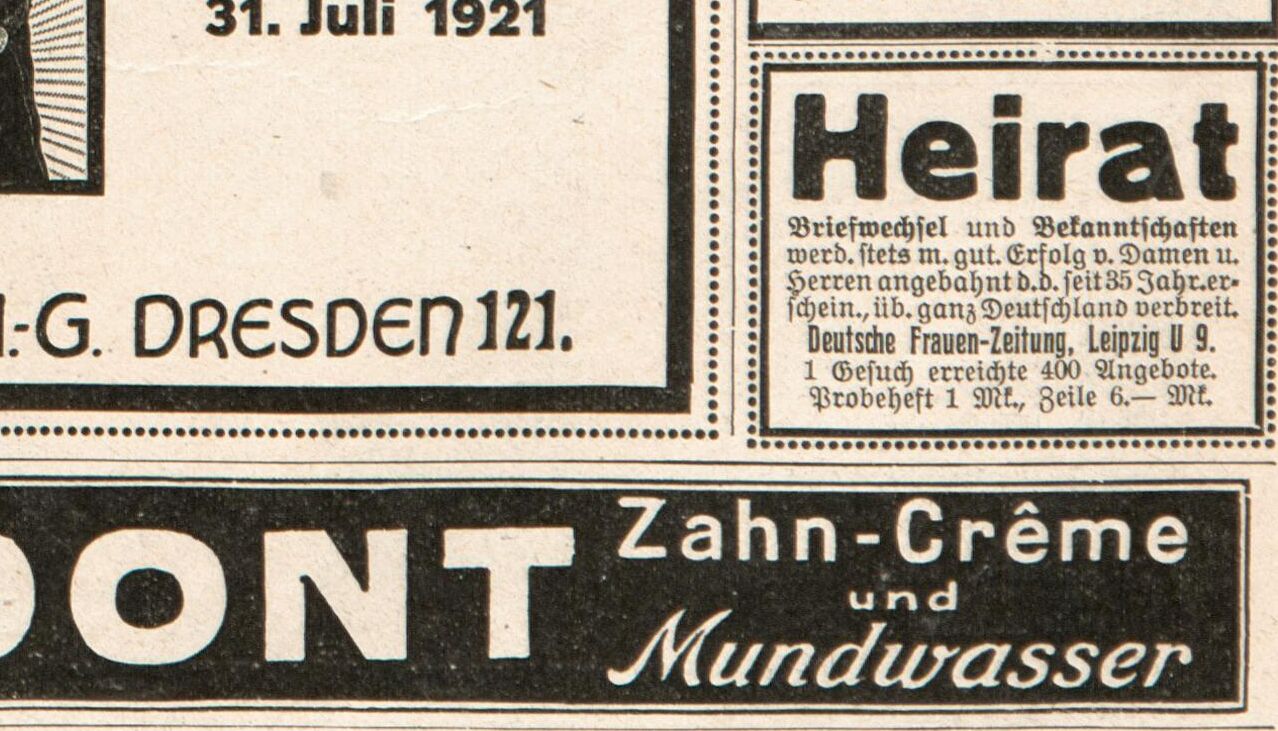 31. Juli 1921
.-G. DRESDEN 121.
Heirat
Briefwechsel und Bekanntschaften
werd. stets m. gut. Erfolg v. Damen u.
Herren angebahnt d. d. seit 35 Jahr. er-
schein., üb. ganz Deutschland verbreit.
Deutsche Frauen-Zeitung, Leipzig U 9.
1 Gesuch erreichte 400 Angebote.
Probeheft 1 Mk., Zeile 6.— Mk.
DONT Zahn-Crême
und
Mundwasser